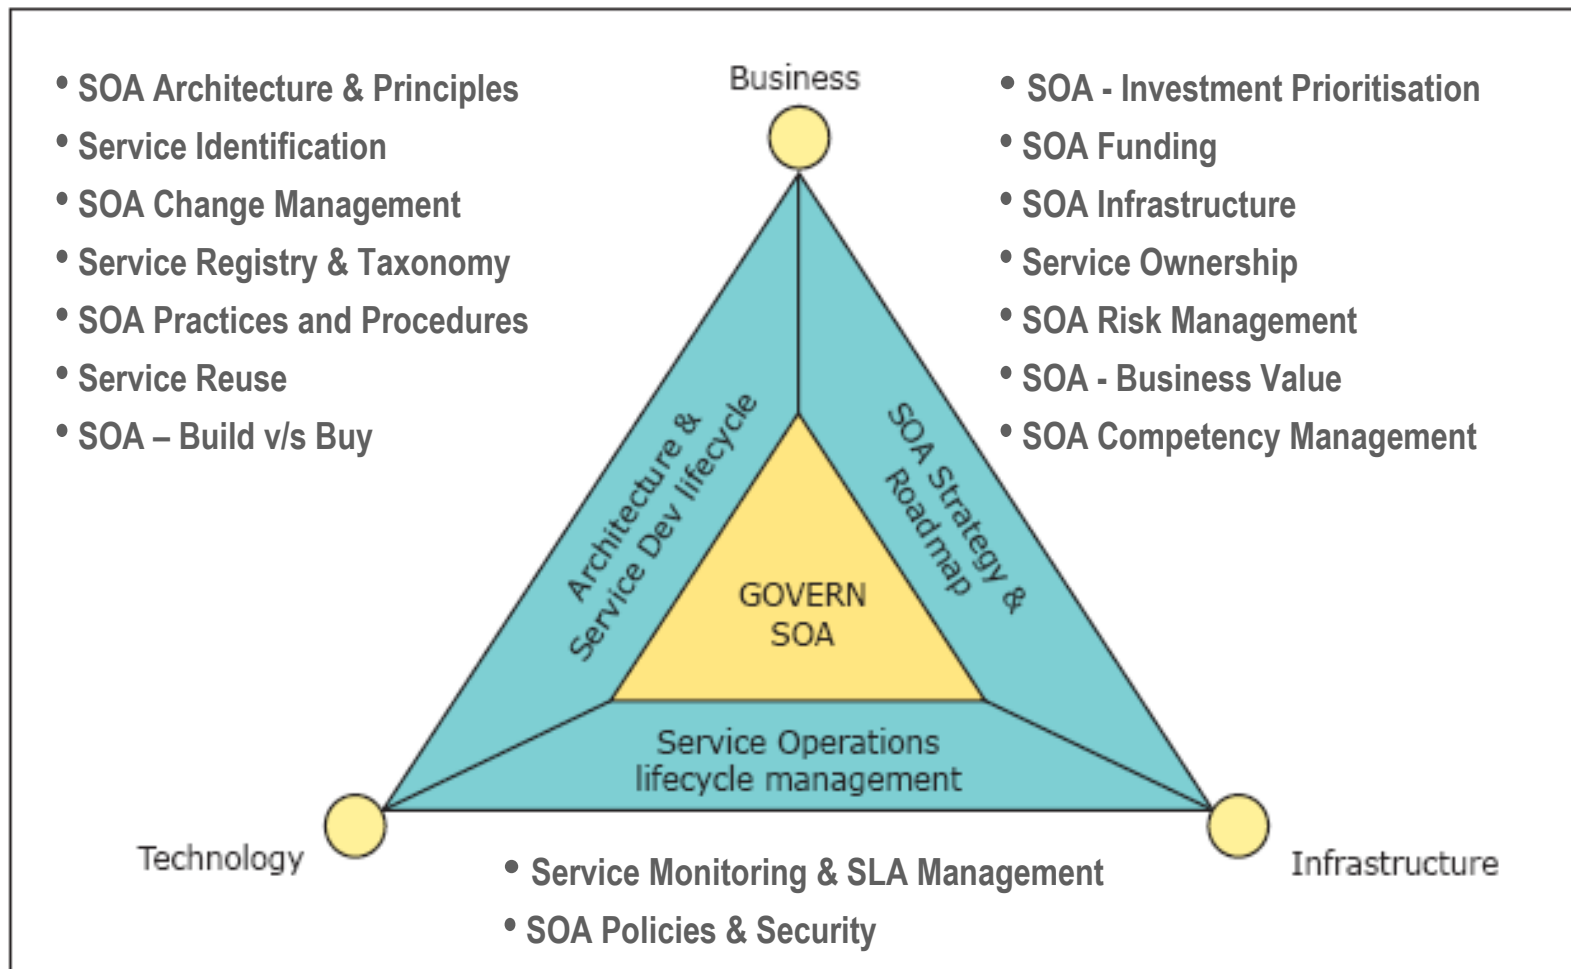 Business
• SOA Architecture & Principles
• Service Identification
• SOA Change Management
• Service Registry & Taxonomy
• SOA Practices and Procedures
• Service Reuse
• SOA – Build v/s Buy
• SOA - Investment Prioritisation
• SOA Funding
• SOA Infrastructure
• Service Ownership
• SOA Risk Management
• SOA - Business Value
• SOA Competency Management
Architecture &
Service Dev lifecycle
SOA Strategy &
Roadmap
GOVERN
SOA
Service Operations
lifecycle management
Technology
Infrastructure
• Service Monitoring & SLA Management
• SOA Policies & Security